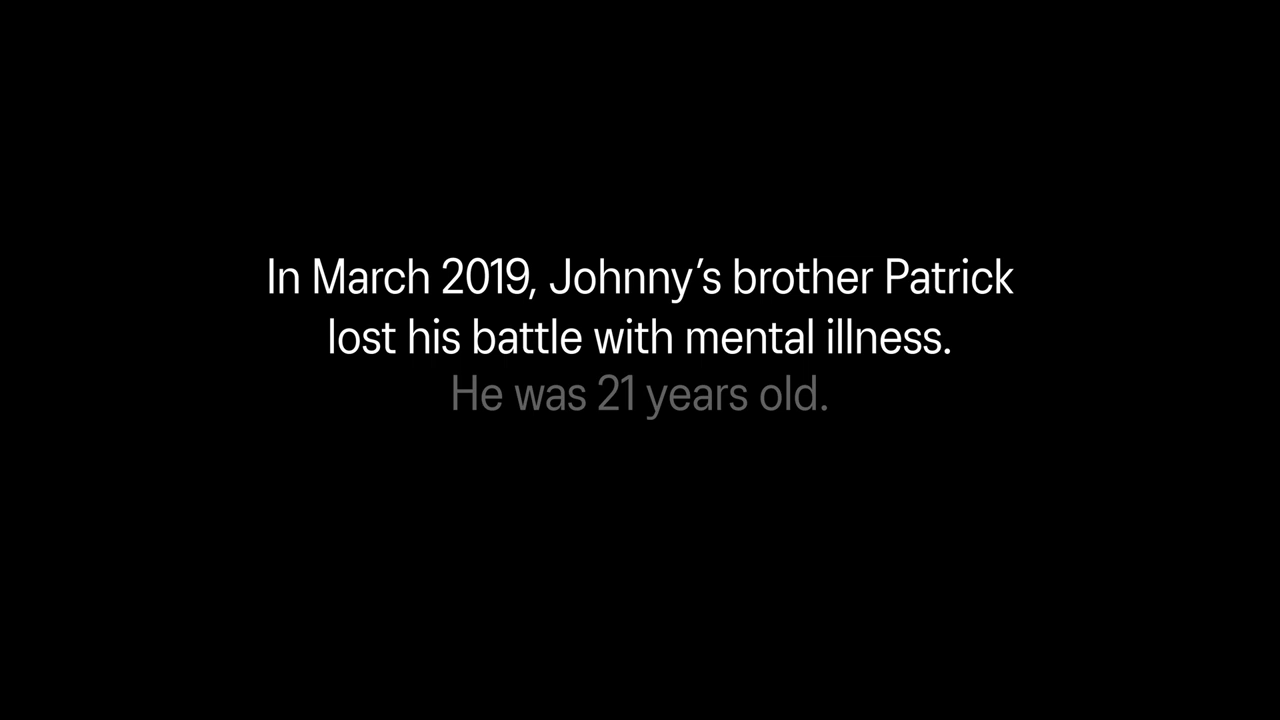 In March 2019, Johnny’s brother Patrick
lost his battle with mental illness.
He was 21 years old.